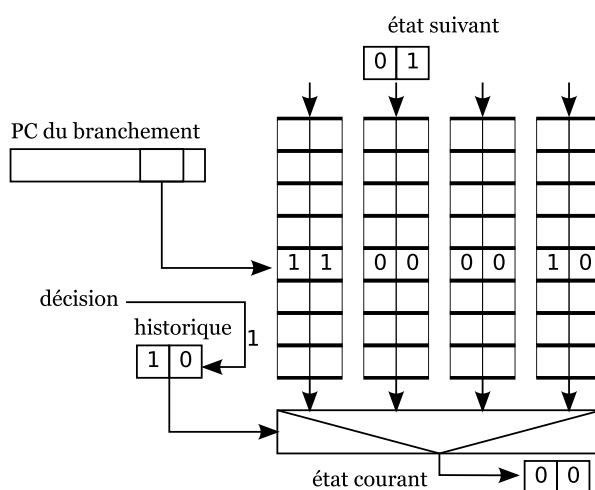 état suivant
0 1
PC du branchement
1 1 0 0 0 0 1 0
décision
historique
1
1 0
état courant
0 0